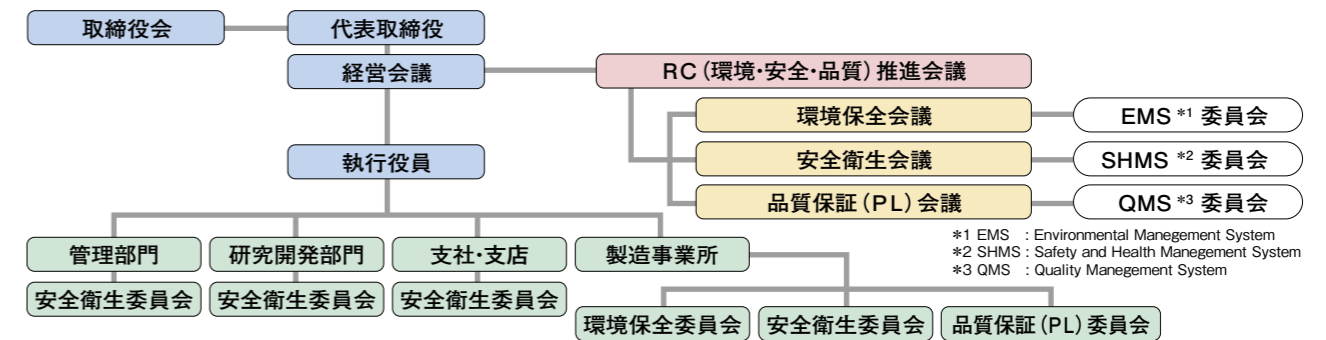 取締役会
代表取締役
経営会議
RC(環境・安全・品質)推進会議
環境保全会議
EMS *1 委員会
安全衛生会議
SHMS *2 委員会
執行役員
品質保証(PL)会議
QMS *3 委員会
*1 EMS : Environmental Manegement System
*2 SHMS : Safety and Health Manegement System
*3 QMS : Quality Manegement System
管理部門
研究開発部門
支社・支店
製造事業所
安全衛生委員会
安全衛生委員会
安全衛生委員会
環境保全委員会
安全衛生委員会
品質保証(PL)委員会